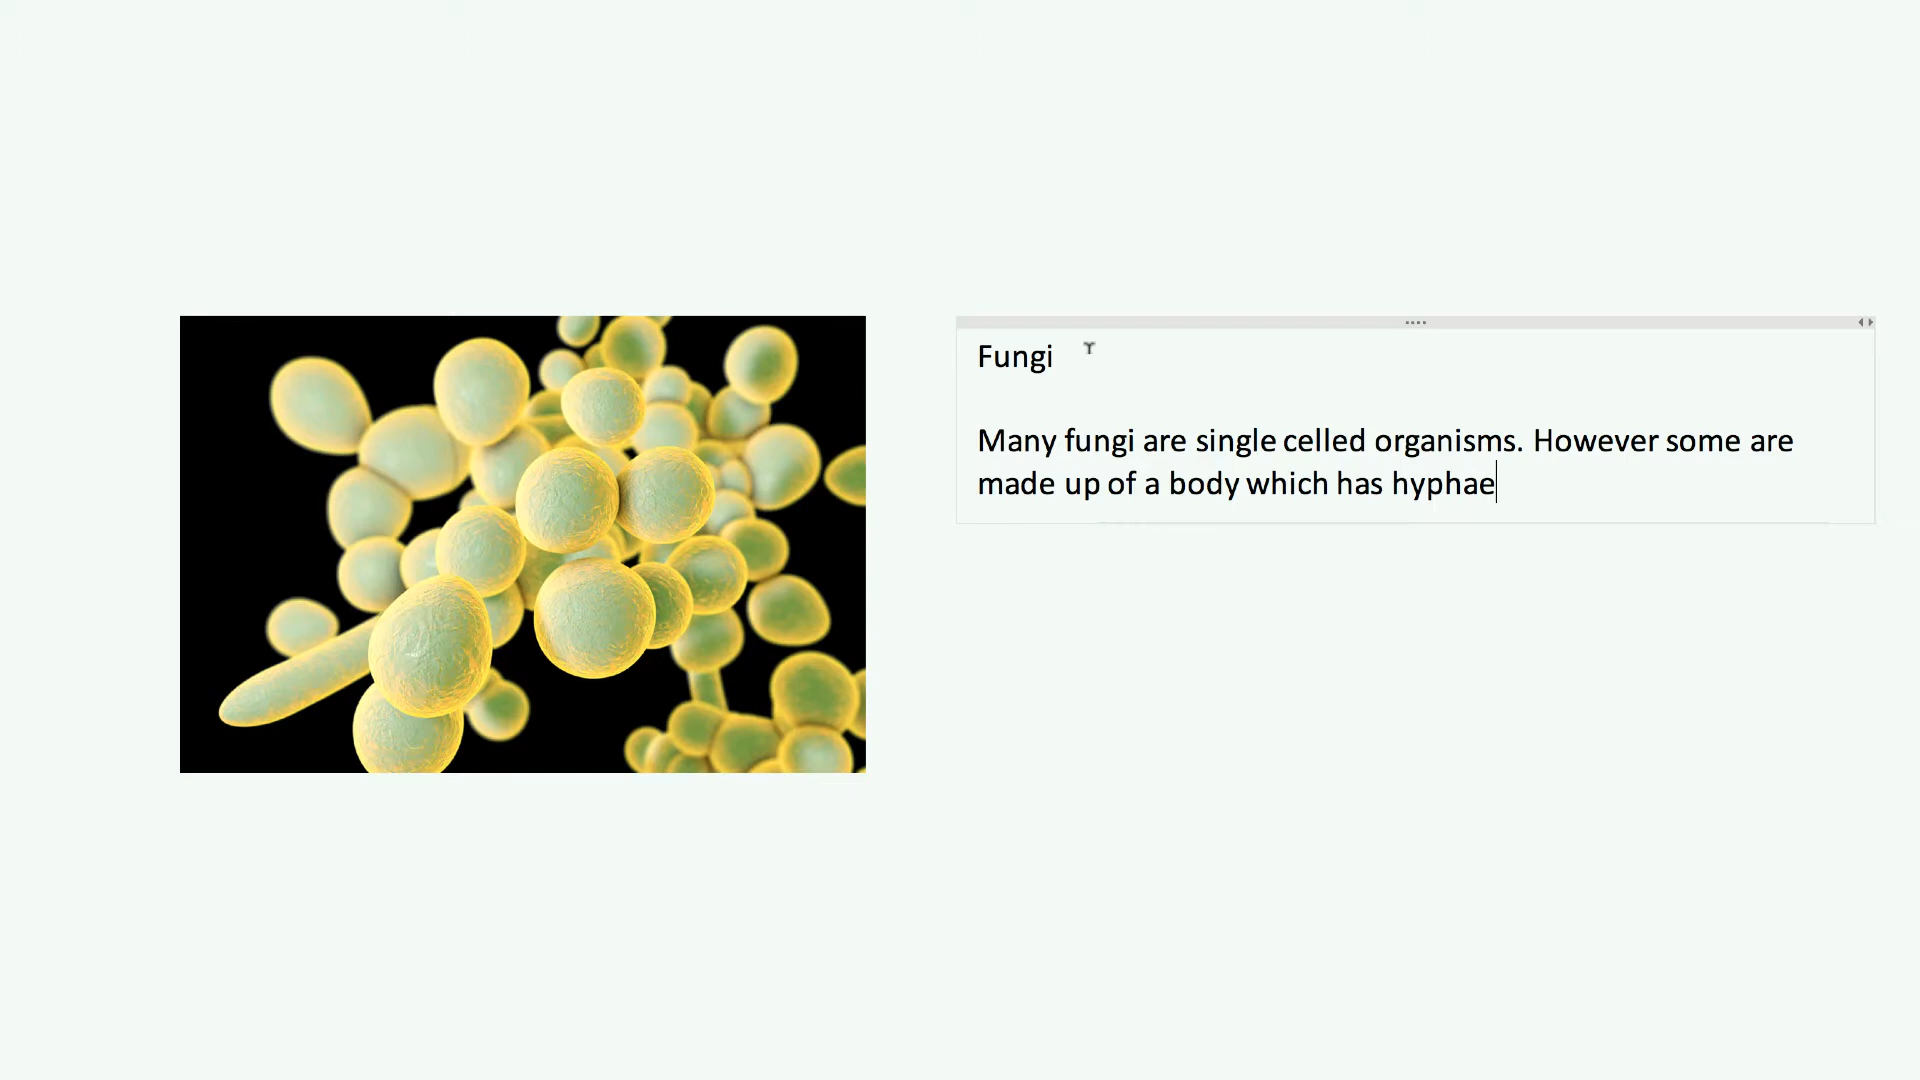 Fungi
Many fungi are single celled organisms. However some are
made up of a body which has hyphae